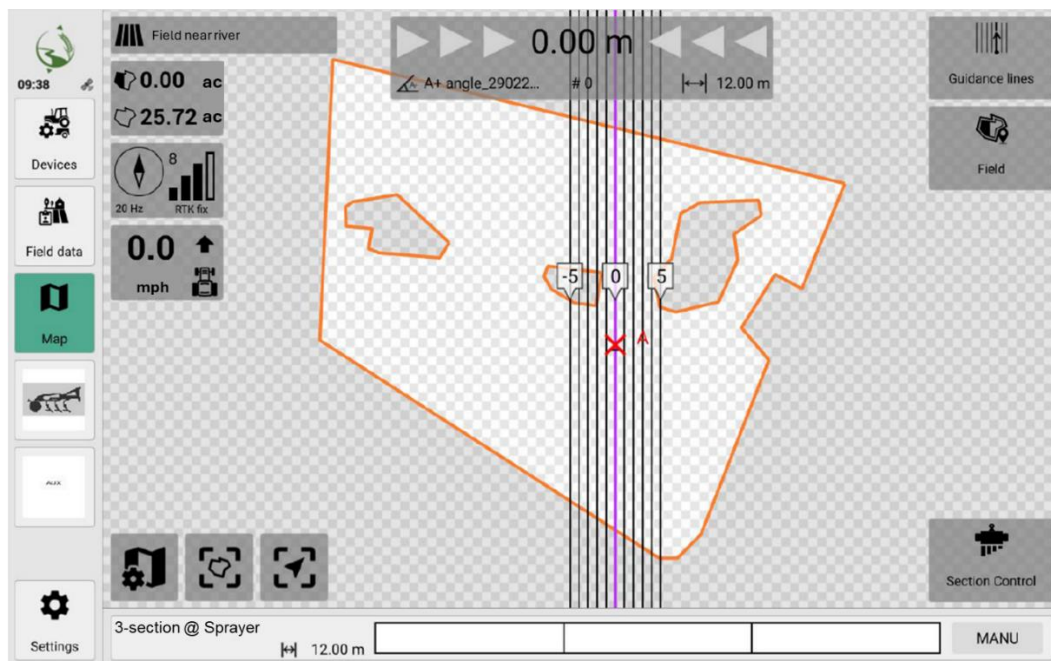 09:38
Devices
Field data
Map
AUX
Settings
Field near river
0.00 ac
25.72 ac
8
20 Hz RTK fix
0.0
mph
0.00 m
A+ angle_29022... # 0 12.00 m
Guidance lines
Field
-5 0 5
A
Section Control
3-section @ Sprayer
12.00 m
MANU